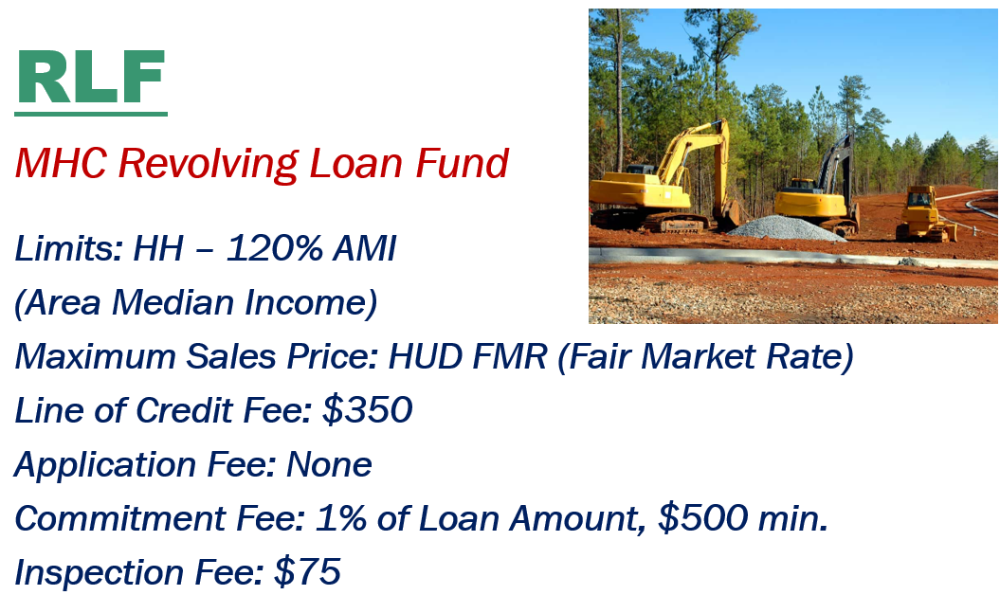 RLF
MHC Revolving Loan Fund
Limits: HH – 120% AMI
(Area Median Income)
Maximum Sales Price: HUD FMR (Fair Market Rate)
Line of Credit Fee: $350
Application Fee: None
Commitment Fee: 1% of Loan Amount, $500 min.
Inspection Fee: $75